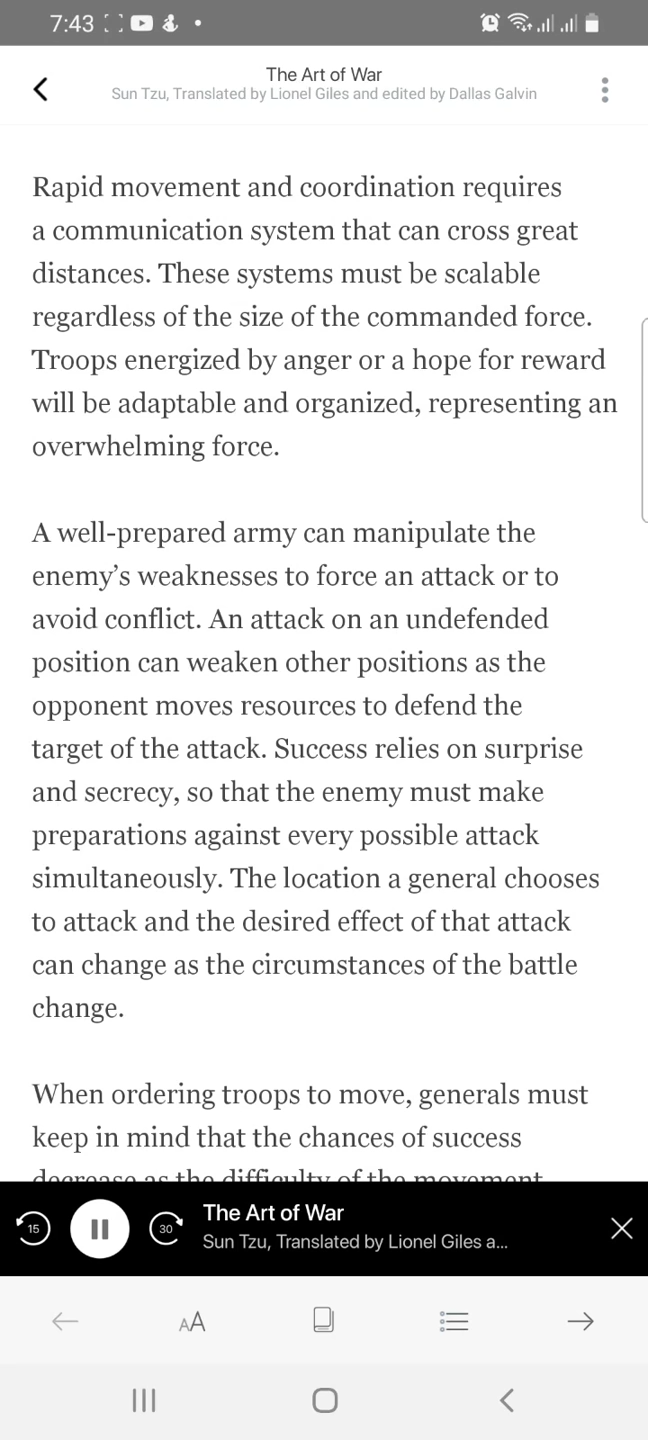 7:43
The Art of War
Sun Tzu, Translated by Lionel Giles and edited by Dallas Galvin
Rapid movement and coordination requires
a communication system that can cross great
distances. These systems must be scalable
regardless of the size of the commanded force.
Troops energized by anger or a hope for reward
will be adaptable and organized, representing an
overwhelming force.
A well-prepared army can manipulate the
enemy’s weaknesses to force an attack or to
avoid conflict. An attack on an undefended
position can weaken other positions as the
opponent moves resources to defend the
target of the attack. Success relies on surprise
and secrecy, so that the enemy must make
preparations against every possible attack
simultaneously. The location a general chooses
to attack and the desired effect of that attack
can change as the circumstances of the battle
change.
When ordering troops to move, generals must
keep in mind that the chances of success
decrease as the difficulty of the movement
15
30
The Art of War
Sun Tzu, Translated by Lionel Giles a...
AA